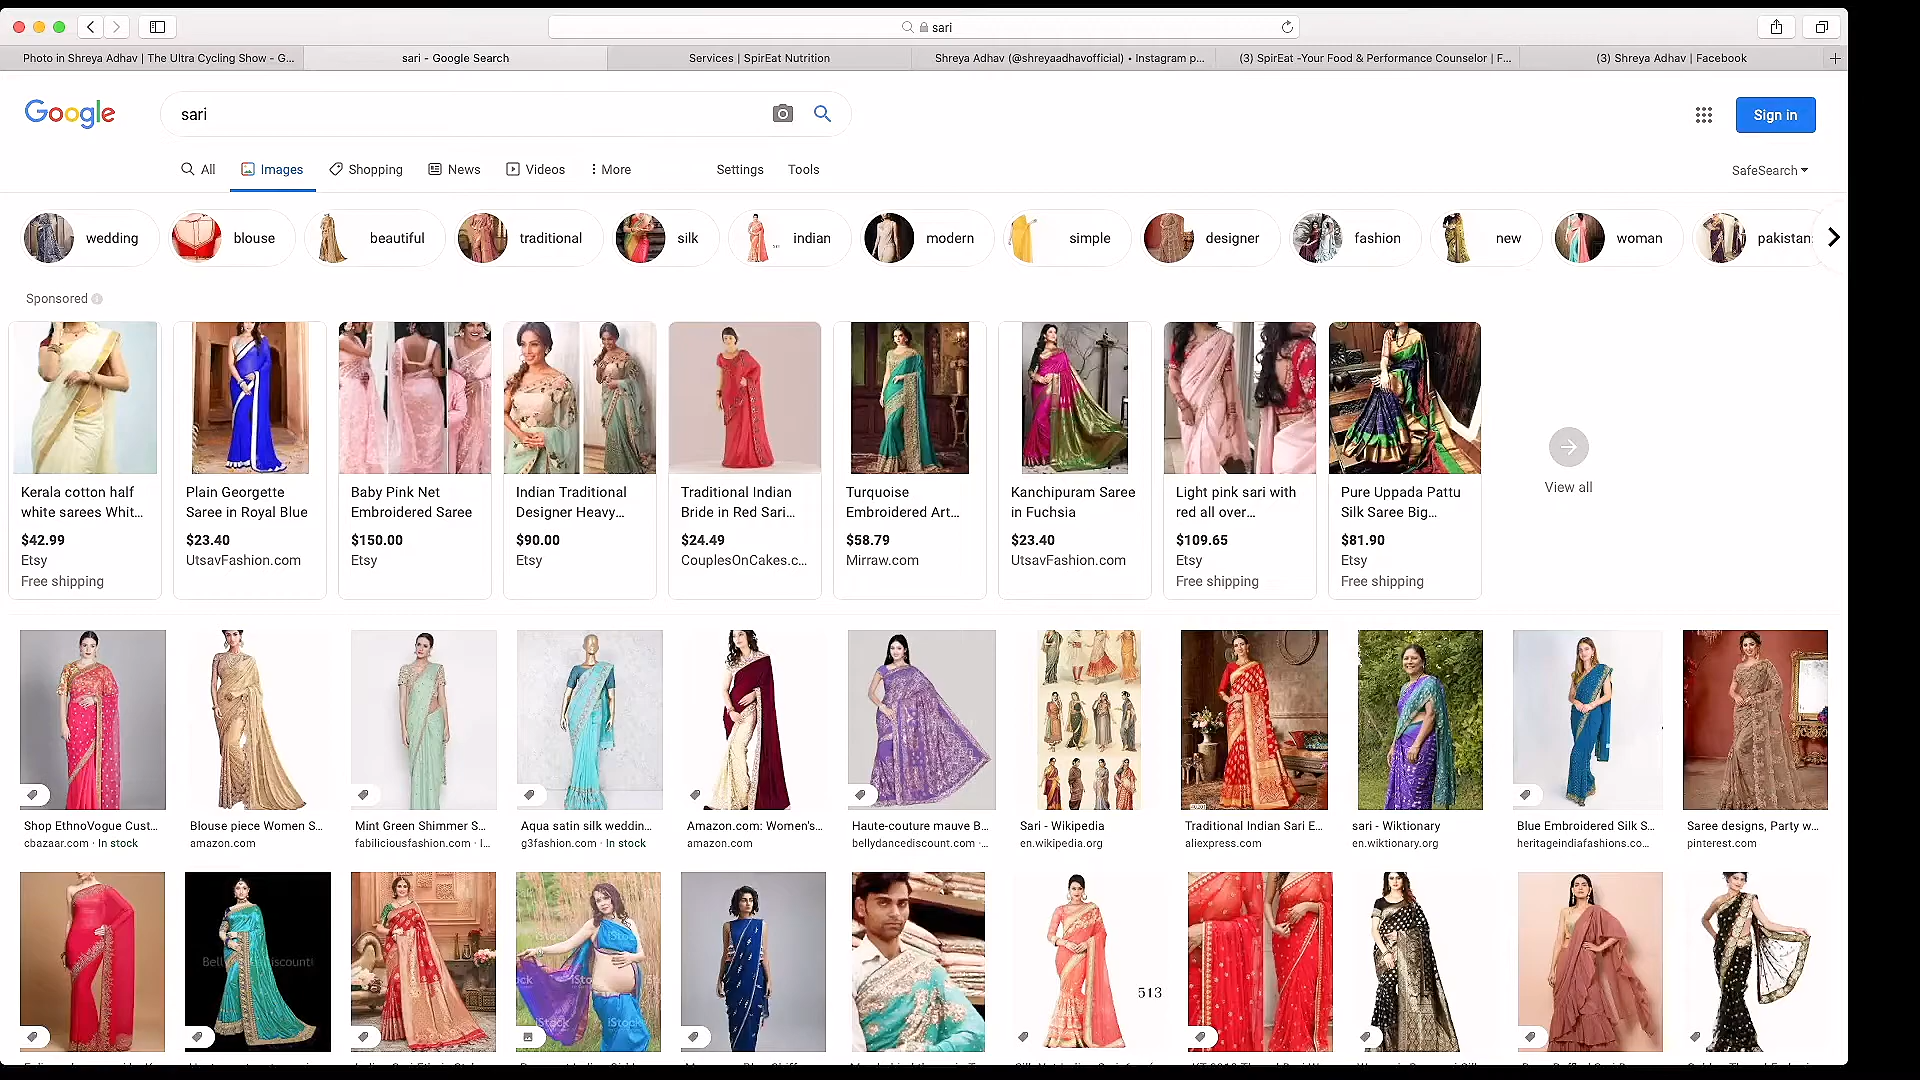 sari
Photo in Shreya Adhav | The Ultra Cycling Show - G...
sari - Google Search
Services | SpirEat Nutrition
Shreya Adhav (@shreyaadhavofficial) • Instagram p...
(3) SpirEat -Your Food & Performance Counselor | F...
(3) Shreya Adhav | Facebook
Google
sari
Sign in
All
Images
Shopping
News
Videos
More
Settings
Tools
SafeSearch
wedding
blouse
beautiful
traditional
silk
indian
modern
simple
designer
fashion
new
woman
pakistan
Sponsored
Kerala cotton half
white sarees Whit...
$42.99
Etsy
Free shipping
Plain Georgette
Saree in Royal Blue
$23.40
UtsavFashion.com
Baby Pink Net
Embroidered Saree
$150.00
Etsy
Indian Traditional
Designer Heavy...
$90.00
Etsy
Traditional Indian
Bride in Red Sari...
$24.49
CouplesOnCakes.c...
Turquoise
Embroidered Art...
$58.79
Mirraw.com
Kanchipuram Saree
in Fuchsia
$23.40
UtsavFashion.com
Light pink sari with
red all over...
$109.65
Etsy
Free shipping
Pure Uppada Pattu
Silk Saree Big...
$81.90
Etsy
Free shipping
View all
Shop EthnoVogue Cust...
cbazaar.com · In stock
Blouse piece Women S...
amazon.com
Mint Green Shimmer S...
fabiliciousfashion.com · I...
Aqua satin silk weddin...
g3fashion.com · In stock
Amazon.com: Women's...
amazon.com
Haute-couture mauve B...
bellydancediscount.com ·...
Sari - Wikipedia
en.wikipedia.org
Traditional Indian Sari E...
aliexpress.com
sari - Wiktionary
en.wiktionary.org
Blue Embroidered Silk S...
heritageindiafashions.co...
Saree designs, Party w...
pinterest.com
iStock
iStock
iStock
513